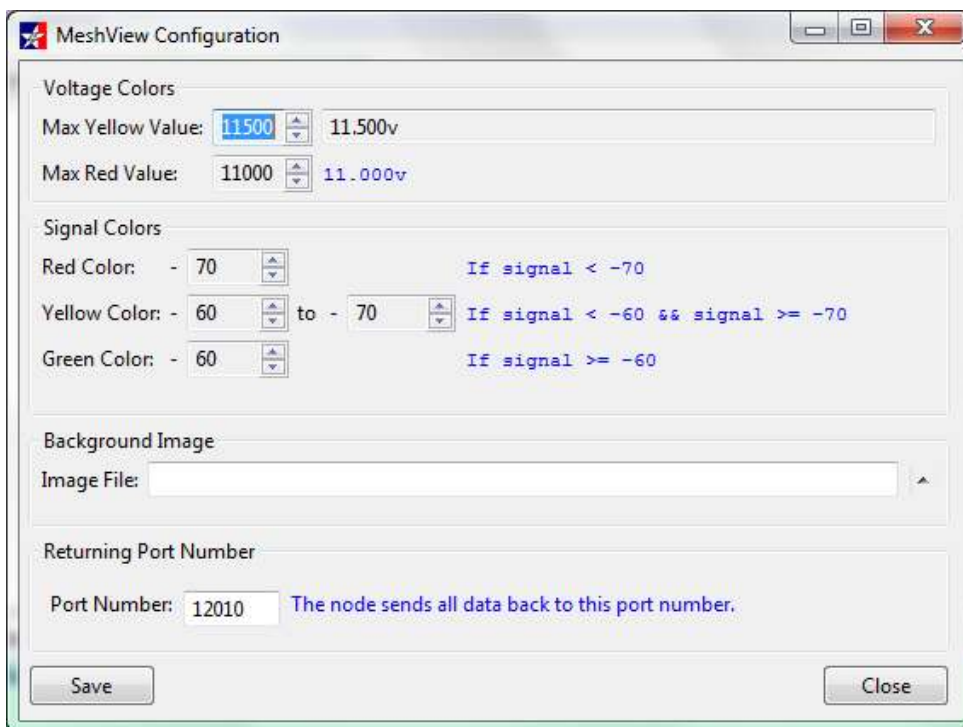 MeshView Configuration
Voltage Colors
Max Yellow Value: 11500 11.500v
Max Red Value: 11000 11.000v
Signal Colors
Red Color: - 70 If signal < -70
Yellow Color: - 60 to - 70 If signal < -60 && signal >= -70
Green Color: - 60 If signal >= -60
Background Image
Image File:
Returning Port Number
Port Number: 12010 The node sends all data back to this port number.
Save Close